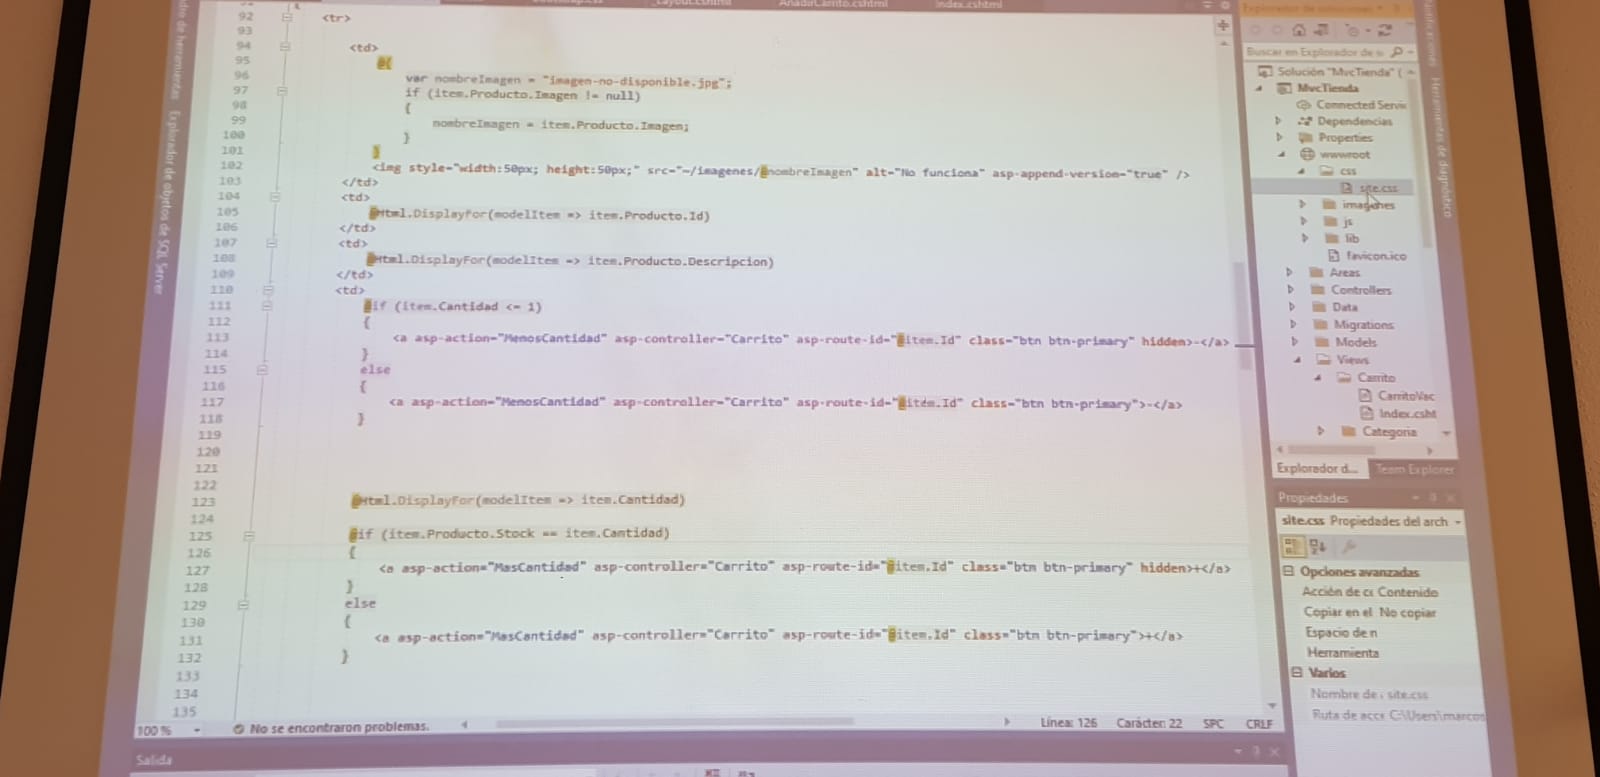 _Layout.cshtml AñadirCarrito.cshtml Index.cshtml
92 <tr>
93
94 <td>
95 @{
96 var nombreImagen = "imagen-no-disponible.jpg";
97 if (item.Producto.Imagen != null)
98 {
99 nombreImagen = item.Producto.Imagen;
100 }
101 }
102 <img style="width:50px; height:50px;" src="~/imagenes/@nombreImagen" alt="No funciona" asp-append-version="true" />
103 </td>
104 <td>
105 @Html.DisplayFor(modelItem => item.Producto.Id)
106 </td>
107 <td>
108 @Html.DisplayFor(modelItem => item.Producto.Descripcion)
109 </td>
110 <td>
111 @if (item.Cantidad <= 1)
112 {
113 <a asp-action="MenosCantidad" asp-controller="Carrito" asp-route-id="@item.Id" class="btn btn-primary" hidden>-</a>
114 }
115 else
116 {
117 <a asp-action="MenosCantidad" asp-controller="Carrito" asp-route-id="@item.Id" class="btn btn-primary">-</a>
118 }
119
120
121
122
123 @Html.DisplayFor(modelItem => item.Cantidad)
124
125 @if (item.Producto.Stock == item.Cantidad)
126 {
127 <a asp-action="MasCantidad" asp-controller="Carrito" asp-route-id="@item.Id" class="btn btn-primary" hidden>+</a>
128 }
129 else
130 {
131 <a asp-action="MasCantidad" asp-controller="Carrito" asp-route-id="@item.Id" class="btn btn-primary">+</a>
132 }
133
134
135
100 % No se encontraron problemas. Línea: 126 Carácter: 22 SPC CRLF
Salida
dro de herramientas
Explorador de objetos de SQL Server
Explorador de soluciones
Buscar en Explorador de s
Solución "MvcTienda" (
MvcTienda
Connected Servi
Dependencias
Properties
wwwroot
css
site.css
imagenes
js
lib
favicon.ico
Areas
Controllers
Data
Migrations
Models
Views
Carrito
CarritoVac
Index.csht
Categoria
Explorador d... Team Explorer
Propiedades
site.css Propiedades del arch
Opciones avanzadas
Acción de co Contenido
Copiar en el No copiar
Espacio de n
Herramienta
Varios
Nombre de site.css
Ruta de acce C:\Users\marcos
Herramientas de diagnóstico